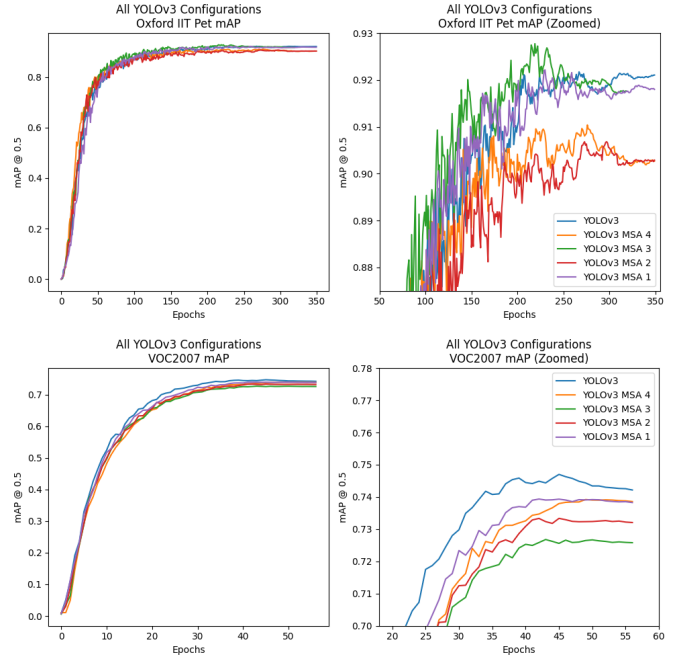 All YOLOv3 Configurations
Oxford IIT Pet mAP
mAP @ 0.5
0.8
0.6
0.4
0.2
0.0
0
50
100
150
200
250
300
350
Epochs
All YOLOv3 Configurations
Oxford IIT Pet mAP (Zoomed)
mAP @ 0.5
0.93
0.92
0.91
0.90
0.89
0.88
50
100
150
200
250
300
350
Epochs
YOLOv3
YOLOv3 MSA 4
YOLOv3 MSA 3
YOLOv3 MSA 2
YOLOv3 MSA 1
All YOLOv3 Configurations
VOC2007 mAP
mAP @ 0.5
0.7
0.6
0.5
0.4
0.3
0.2
0.1
0.0
0
10
20
30
40
50
Epochs
All YOLOv3 Configurations
VOC2007 mAP (Zoomed)
mAP @ 0.5
0.78
0.77
0.76
0.75
0.74
0.73
0.72
0.71
0.70
20
25
30
35
40
45
50
55
60
Epochs
YOLOv3
YOLOv3 MSA 4
YOLOv3 MSA 3
YOLOv3 MSA 2
YOLOv3 MSA 1